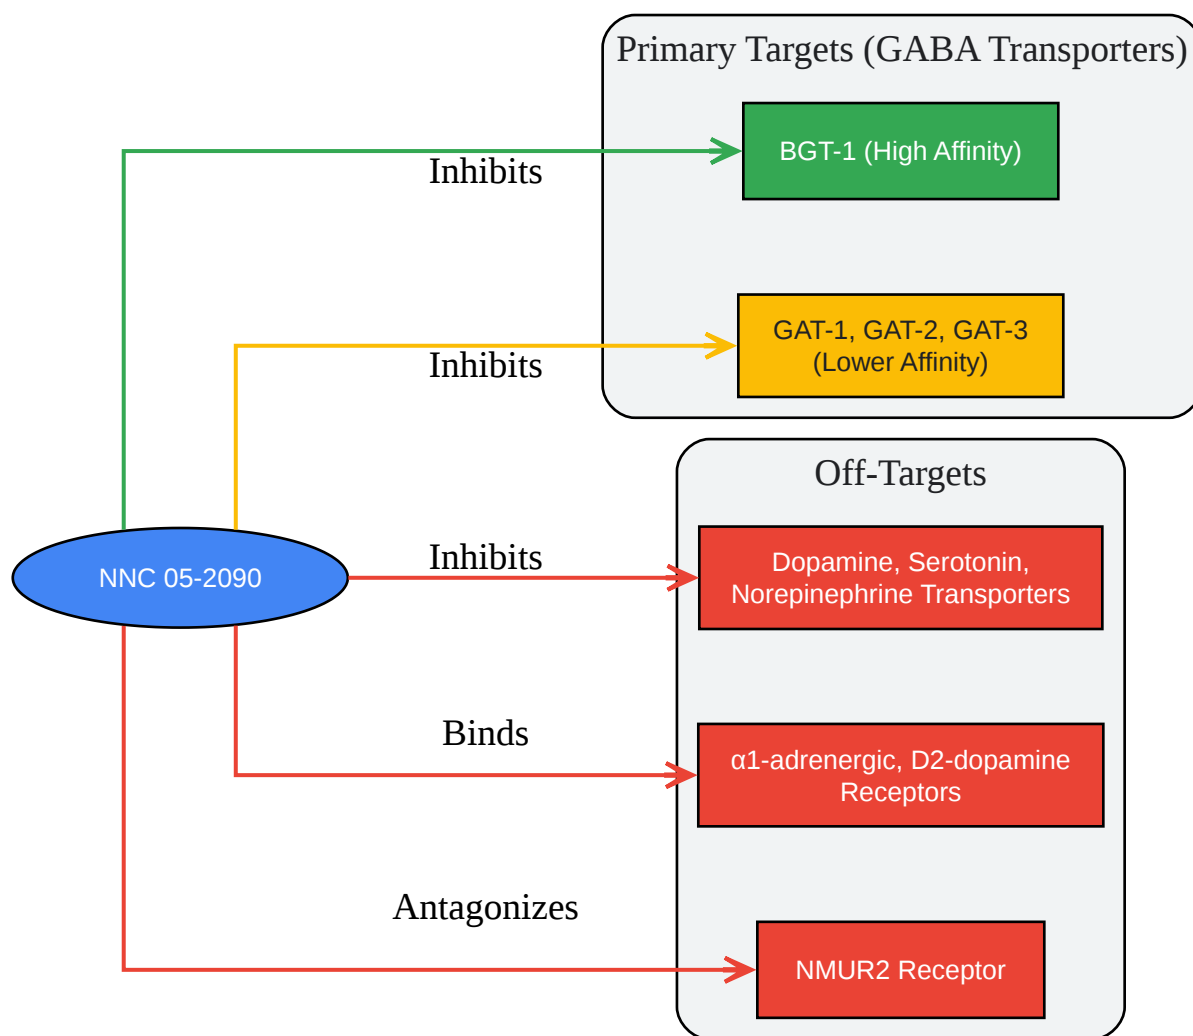 Primary Targets (GABA Transporters)
BGT-1 (High Affinity)
Inhibits
GAT-1, GAT-2, GAT-3
(Lower Affinity)
Inhibits
Off-Targets
NNC 05-2090
Inhibits
Dopamine, Serotonin,
Norepinephrine Transporters
Binds
α1-adrenergic, D2-dopamine
Receptors
Antagonizes
NMUR2 Receptor